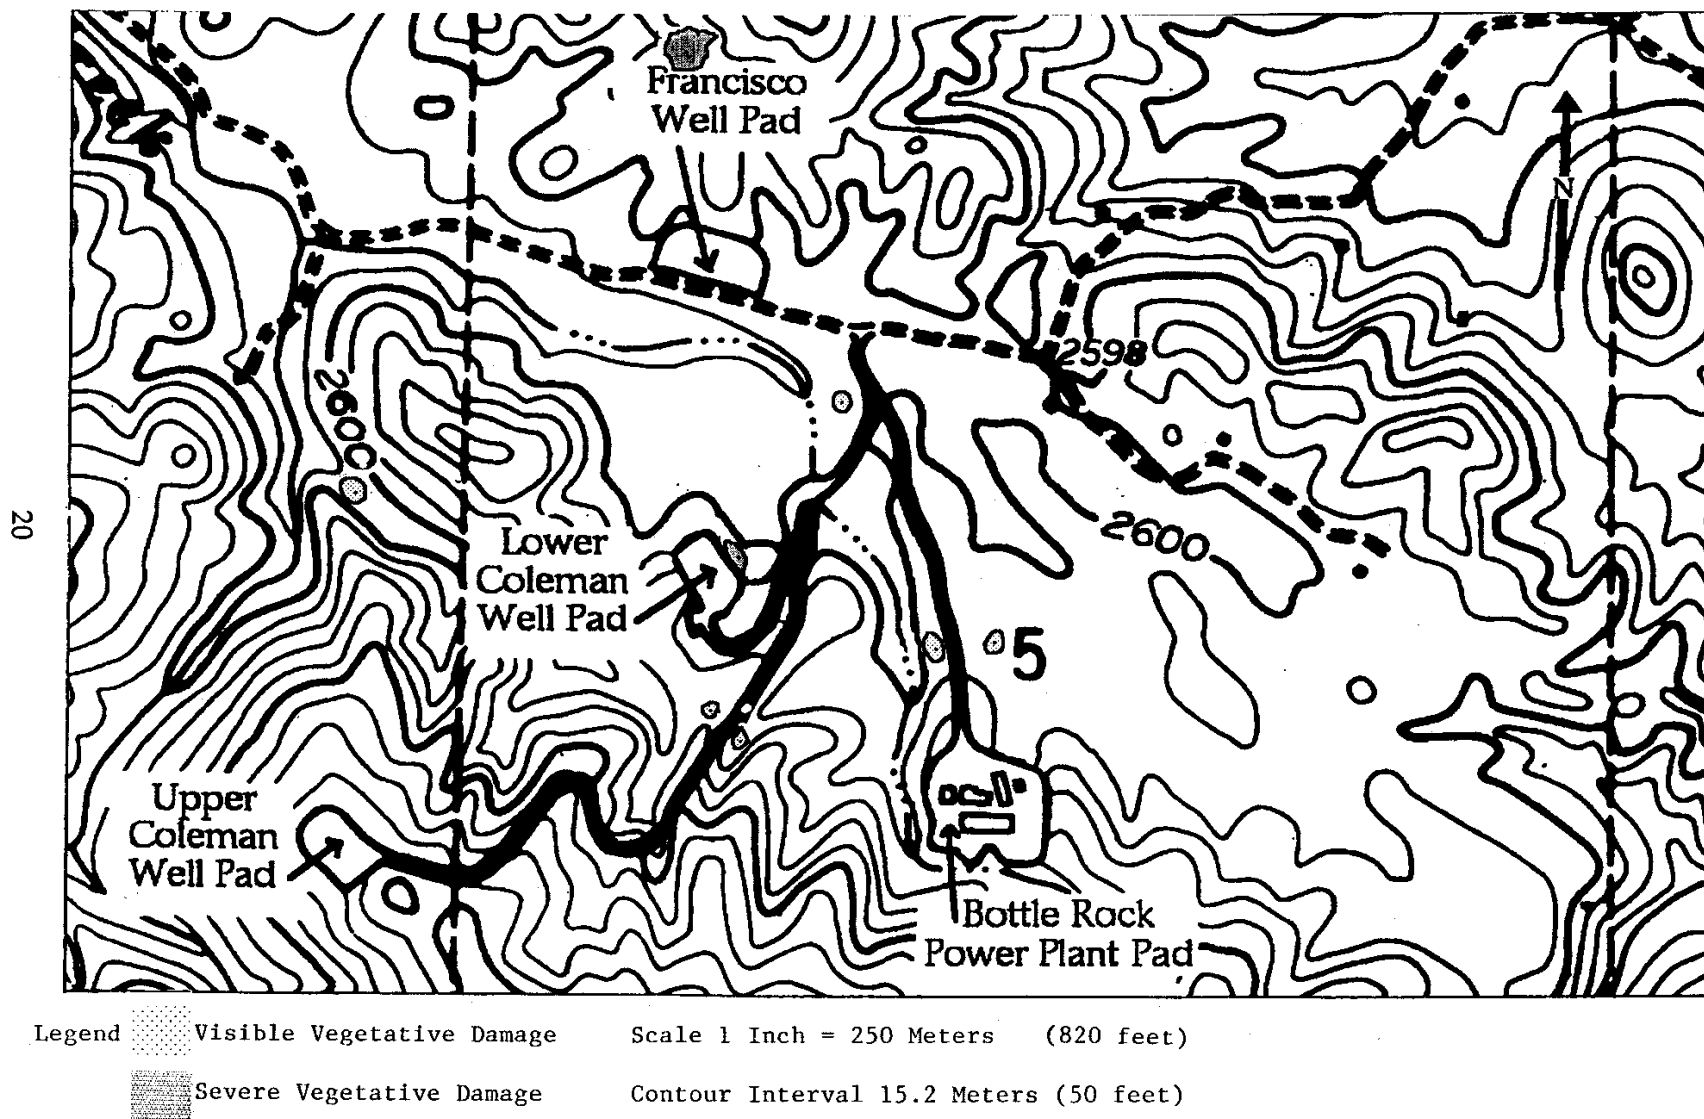 Francisco
Well Pad
N
2598
2600
2600
Lower
Coleman
Well Pad
5
20
Upper
Coleman
Well Pad
Bottle Rock
Power Plant Pad
Legend Visible Vegetative Damage Scale 1 Inch = 250 Meters (820 feet)
Severe Vegetative Damage Contour Interval 15.2 Meters (50 feet)